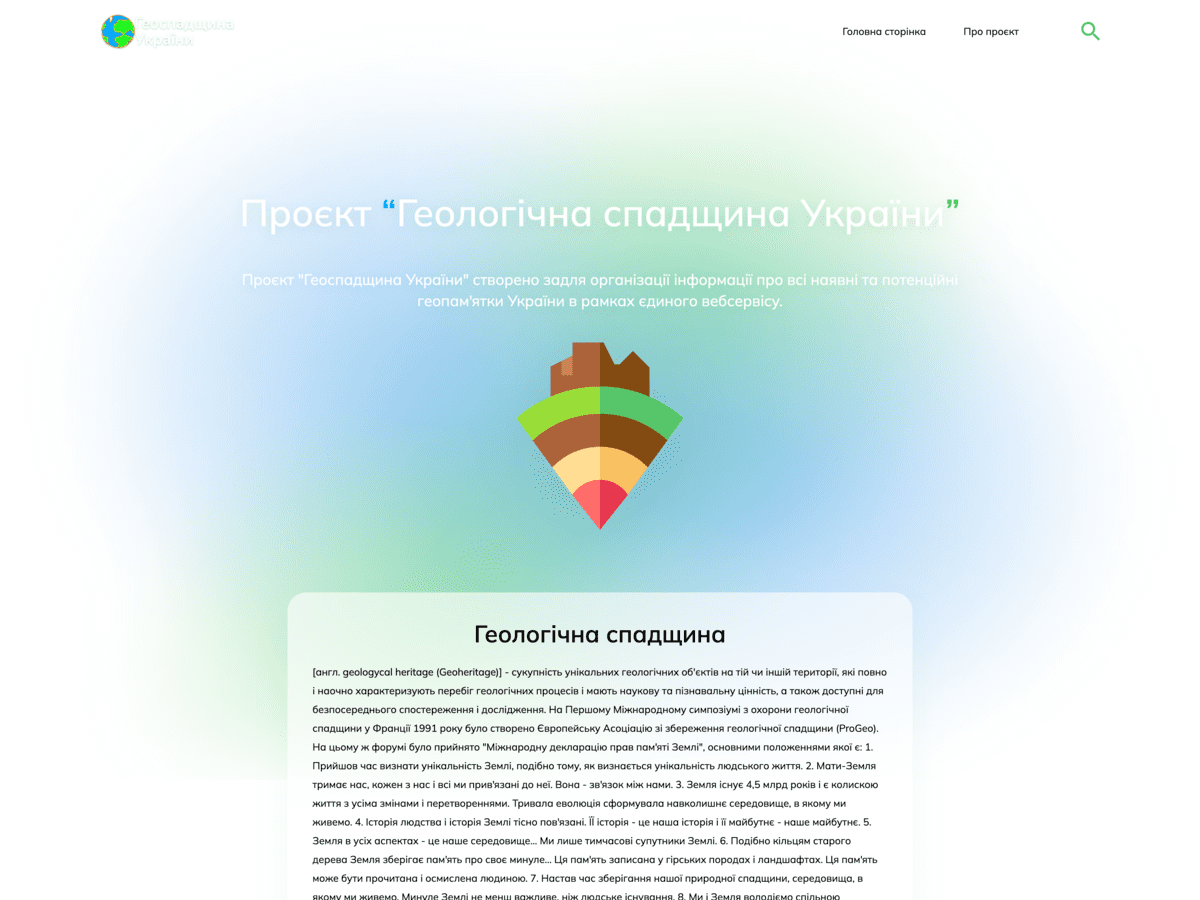 Геоспадщина
України
Головна сторінка
Про проєкт
Проєкт “Геологічна спадщина України”
Проєкт "Геоспадщина України" створено задля організації інформації про всі наявні та потенційні
геопам'ятки України в рамках єдиного вебсервісу.
Геологічна спадщина
[англ. geologycal heritage (Geoheritage)] - сукупність унікальних геологічних об'єктів на тій чи іншій території, які повно
і наочно характеризують перебіг геологічних процесів і мають наукову та пізнавальну цінність, а також доступні для
безпосереднього спостереження і дослідження. На Першому Міжнародному симпозіумі з охорони геологічної
спадщини у Франції 1991 року було створено Європейську Асоціацію зі збереження геологічної спадщини (ProGeo).
На цьому ж форумі було прийнято "Міжнародну декларацію прав пам'яті Землі", основними положеннями якої є: 1.
Прийшов час визнати унікальність Землі, подібно тому, як визнається унікальність людського життя. 2. Мати-Земля
тримає нас, кожен з нас і всі ми прив'язані до неї. Вона - зв'язок між нами. 3. Земля існує 4,5 млрд років і є колискою
життя з усіма змінами і перетвореннями. Тривала еволюція сформувала навколишнє середовище, в якому ми
живемо. 4. Історія людства і історія Землі тісно пов'язані. ЇЇ історія - це наша історія і її майбутнє - наше майбутнє. 5.
Земля в усіх аспектах - це наше середовище... Ми лише тимчасові супутники Землі. 6. Подібно кільцям старого
дерева Земля зберігає пам'ять про своє минуле... Ця пам'ять записана у гірських породах і ландшафтах. Ця пам'ять
може бути прочитана і осмислена людиною. 7. Настав час зберігання нашої природної спадщини, середовища, в
якому ми живемо. Минуле Землі не менш важливе, ніж людське існування. 8. Ми і Земля володіємо спільною